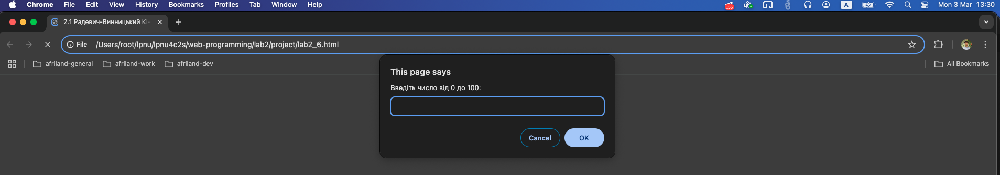 Chrome File Edit View History Bookmarks Profiles Tab Window Help .55 A Mon 3 Mar 13:30
2.1 Радевич-Винницький КІ-
File /Users/root/lpnu/lpnu4c2s/web-programming/lab2/project/lab2_6.html
afriland-general afriland-work afriland-dev All Bookmarks
This page says
Введіть число від 0 до 100:
Cancel OK